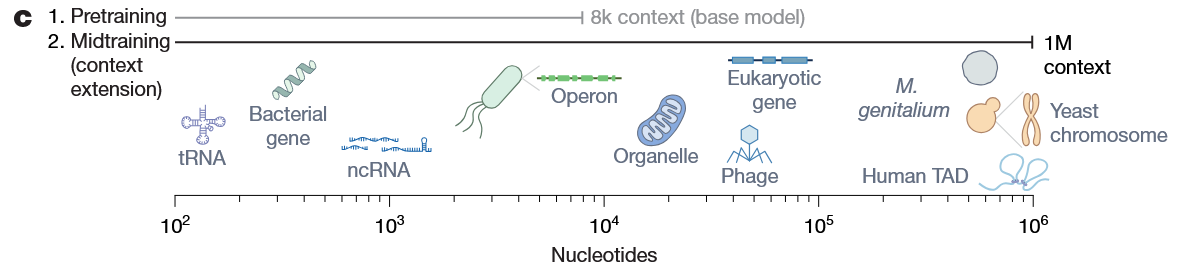 c 1. Pretraining
8k context (base model)
2. Midtraining
(context
extension)
1M
context
tRNA
Bacterial
gene
ncRNA
Operon
Organelle
Eukaryotic
gene
Phage
M.
genitalium
Yeast
chromosome
Human TAD
10²
10³
10⁴
10⁵
10⁶
Nucleotides